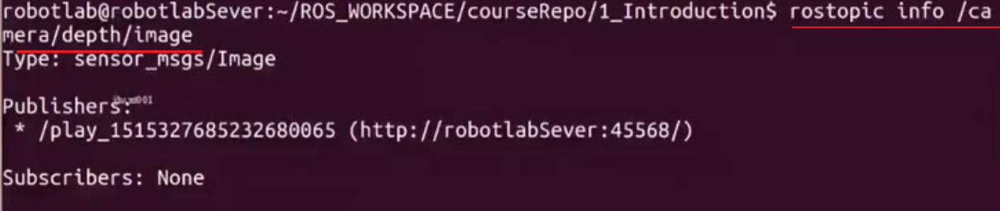 robotlab@robotlabSever:~/ROS_WORKSPACE/courseRepo/1_Introduction$ rostopic info /ca
mera/depth/image
Type: sensor_msgs/Image
Publishers:
* /play_1515327685232680065 (http://robotlabSever:45568/)
Subscribers: None